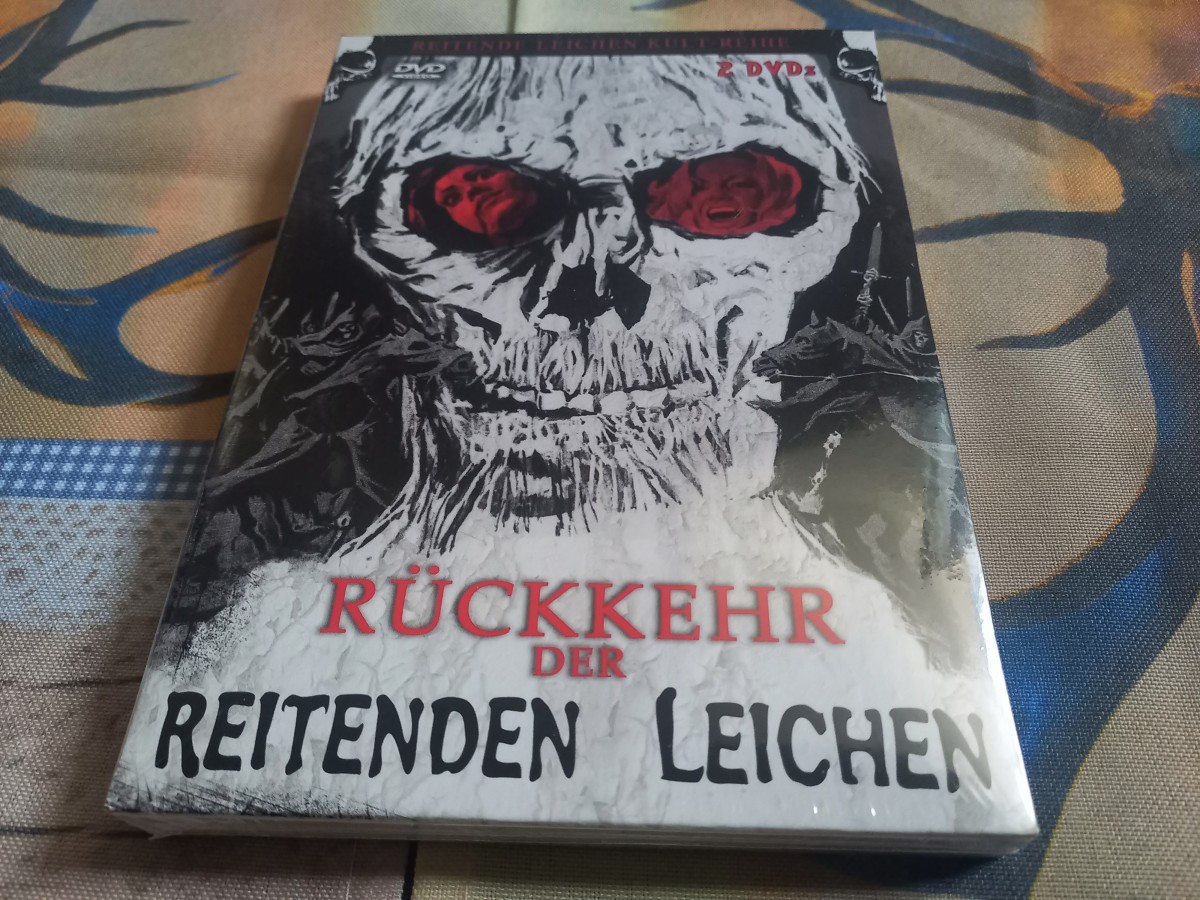 REITENDE LEICHEN KULT REIHE
DVD
2 DVDs
RÜCKKEHR
DER
REITENDEN LEICHEN